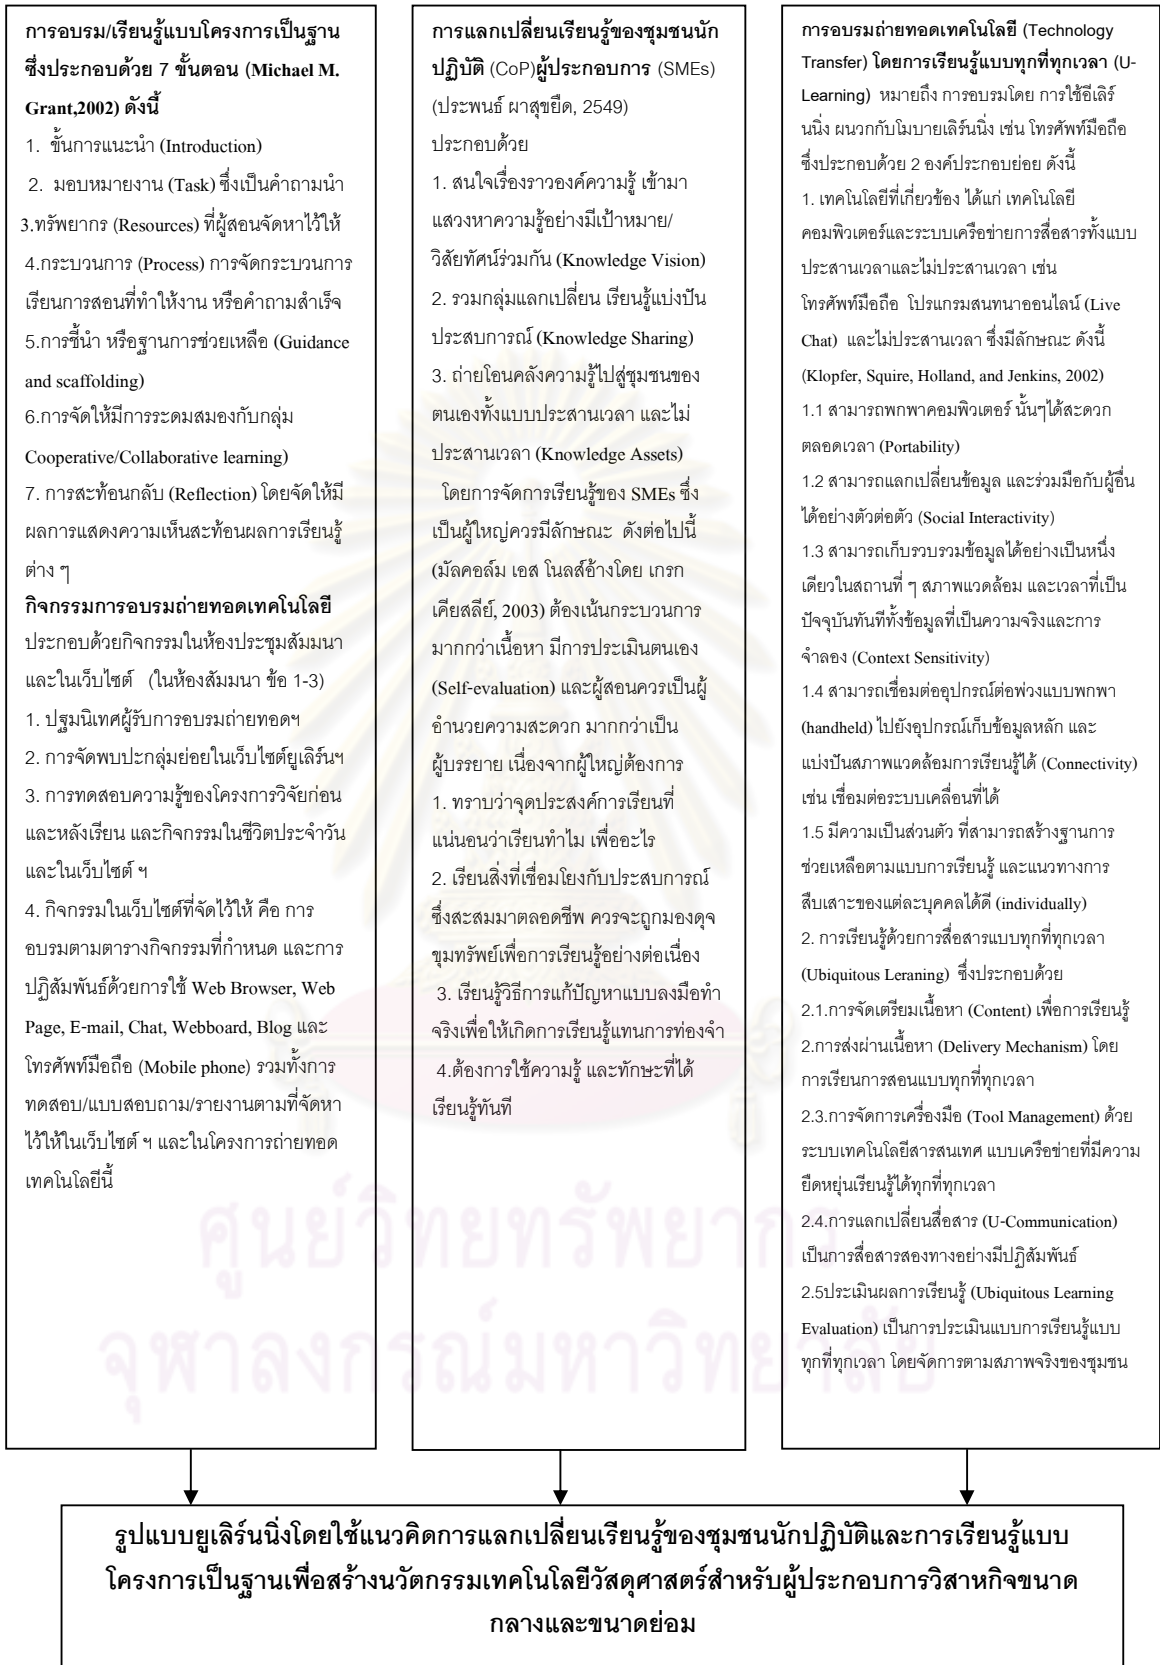 การอบรม/เรียนรู้แบบโครงการเป็นฐาน
ซึ่งประกอบด้วย 7 ขั้นตอน (Michael M.
Grant,2002) ดังนี้
1. ขั้นการแนะนำ (Introduction)
2. มอบหมายงาน (Task) ซึ่งเป็นคำถามนำ
3.ทรัพยากร (Resources) ที่ผู้สอนจัดหาไว้ให้
4.กระบวนการ (Process) การจัดกระบวนการ
เรียนการสอนที่ทำให้งาน หรือคำถามสำเร็จ
5.การชี้นำ หรือฐานการช่วยเหลือ (Guidance
and scaffolding)
6.การจัดให้มีการระดมสมองกับกลุ่ม
Cooperative/Collaborative learning)
7. การสะท้อนกลับ (Reflection) โดยจัดให้มี
ผลการแสดงความเห็นสะท้อนผลการเรียนรู้
ต่าง ๆ
กิจกรรมการอบรมถ่ายทอดเทคโนโลยี
ประกอบด้วยกิจกรรมในห้องประชุมสัมมนา
และในเว็บไซต์ (ในห้องสัมมนา ข้อ 1-3)
1. ปฐมนิเทศผู้รับการอบรมถ่ายทอดฯ
2. การจัดพบปะกลุ่มย่อยในเว็บไซต์ยูเลิร์นฯ
3. การทดสอบความรู้ของโครงการวิจัยก่อน
และหลังเรียน และกิจกรรมในชีวิตประจำวัน
และในเว็บไซต์ ฯ
4. กิจกรรมในเว็บไซต์ที่จัดไว้ให้ คือ การ
อบรมตามตารางกิจกรรมที่กำหนด และการ
ปฏิสัมพันธ์ด้วยการใช้ Web Browser, Web
Page, E-mail, Chat, Webboard, Blog และ
โทรศัพท์มือถือ (Mobile phone) รวมทั้งการ
ทดสอบ/แบบสอบถาม/รายงานตามที่จัดหา
ไว้ให้ในเว็บไซต์ ฯ และในโครงการถ่ายทอด
เทคโนโลยีนี้
การแลกเปลี่ยนเรียนรู้ของชุมชนนัก
ปฏิบัติ (CoP)ผู้ประกอบการ (SMEs)
(ประพนธ์ ผาสุขยืด, 2549)
ประกอบด้วย
1. สนใจเรื่องราวองค์ความรู้ เข้ามา
แสวงหาความรู้อย่างมีเป้าหมาย/
วิสัยทัศน์ร่วมกัน (Knowledge Vision)
2. รวมกลุ่มแลกเปลี่ยน เรียนรู้แบ่งปัน
ประสบการณ์ (Knowledge Sharing)
3. ถ่ายโอนคลังความรู้ไปสู่ชุมชนของ
ตนเองทั้งแบบประสานเวลา และไม่
ประสานเวลา (Knowledge Assets)
โดยการจัดการเรียนรู้ของ SMEs ซึ่ง
เป็นผู้ใหญ่ควรมีลักษณะ ดังต่อไปนี้
(มัลคอล์ม เอส โนลส์อ้างโดย เกรก
เคียสลีย์, 2003) ต้องเน้นกระบวนการ
มากกว่าเนื้อหา มีการประเมินตนเอง
(Self-evaluation) และผู้สอนควรเป็นผู้
อำนวยความสะดวก มากกว่าเป็น
ผู้บรรยาย เนื่องจากผู้ใหญ่ต้องการ
1. ทราบว่าจุดประสงค์การเรียนที่
แน่นอนว่าเรียนทำไม เพื่ออะไร
2. เรียนสิ่งที่เชื่อมโยงกับประสบการณ์
ซึ่งสะสมมาตลอดชีพ ควรจะถูกมองดุจ
ขุมทรัพย์เพื่อการเรียนรู้อย่างต่อเนื่อง
3. เรียนรู้วิธีการแก้ปัญหาแบบลงมือทำ
จริงเพื่อให้เกิดการเรียนรู้แทนการท่องจำ
4.ต้องการใช้ความรู้ และทักษะที่ได้
เรียนรู้ทันที
การอบรมถ่ายทอดเทคโนโลยี (Technology
Transfer) โดยการเรียนรู้แบบทุกที่ทุกเวลา (U-
Learning) หมายถึง การอบรมโดย การใช้อีเลิร์
นนิ่ง ผนวกกับโมบายเลิร์นนิ่ง เช่น โทรศัพท์มือถือ
ซึ่งประกอบด้วย 2 องค์ประกอบย่อย ดังนี้
1. เทคโนโลยีที่เกี่ยวข้อง ได้แก่ เทคโนโลยี
คอมพิวเตอร์และระบบเครือข่ายการสื่อสารทั้งแบบ
ประสานเวลาและไม่ประสานเวลา เช่น
โทรศัพท์มือถือ โปรแกรมสนทนาออนไลน์ (Live
Chat) และไม่ประสานเวลา ซึ่งมีลักษณะ ดังนี้
(Klopfer, Squire, Holland, and Jenkins, 2002)
1.1 สามารถพกพาคอมพิวเตอร์ นั้นๆได้สะดวก
ตลอดเวลา (Portability)
1.2 สามารถแลกเปลี่ยนข้อมูล และร่วมมือกับผู้อื่น
ได้อย่างตัวต่อตัว (Social Interactivity)
1.3 สามารถเก็บรวบรวมข้อมูลได้อย่างเป็นหนึ่ง
เดียวในสถานที่ ๆ สภาพแวดล้อม และเวลาที่เป็น
ปัจจุบันทันทีทั้งข้อมูลที่เป็นความจริงและการ
จำลอง (Context Sensitivity)
1.4 สามารถเชื่อมต่ออุปกรณ์ต่อพ่วงแบบพกพา
(handheld) ไปยังอุปกรณ์เก็บข้อมูลหลัก และ
แบ่งปันสภาพแวดล้อมการเรียนรู้ได้ (Connectivity)
เช่น เชื่อมต่อระบบเคลื่อนที่ได้
1.5 มีความเป็นส่วนตัว ที่สามารถสร้างฐานการ
ช่วยเหลือตามแบบการเรียนรู้ และแนวทางการ
สืบเสาะของแต่ละบุคคลได้ดี (individually)
2. การเรียนรู้ด้วยการสื่อสารแบบทุกที่ทุกเวลา
(Ubiquitous Leraning) ซึ่งประกอบด้วย
2.1.การจัดเตรียมเนื้อหา (Content) เพื่อการเรียนรู้
2.การส่งผ่านเนื้อหา (Delivery Mechanism) โดย
การเรียนการสอนแบบทุกที่ทุกเวลา
2.3.การจัดการเครื่องมือ (Tool Management) ด้วย
ระบบเทคโนโลยีสารสนเทศ แบบเครือข่ายที่มีความ
ยืดหยุ่นเรียนรู้ได้ทุกที่ทุกเวลา
2.4.การแลกเปลี่ยนสื่อสาร (U-Communication)
เป็นการสื่อสารสองทางอย่างมีปฏิสัมพันธ์
2.5ประเมินผลการเรียนรู้ (Ubiquitous Learning
Evaluation) เป็นการประเมินแบบการเรียนรู้แบบ
ทุกที่ทุกเวลา โดยจัดการตามสภาพจริงของชุมชน
ศูนย์วิทยทรัพยากร
จุฬาลงกรณ์มหาวิทยาลัย
รูปแบบยูเลิร์นนิ่งโดยใช้แนวคิดการแลกเปลี่ยนเรียนรู้ของชุมชนนักปฏิบัติและการเรียนรู้แบบ
โครงการเป็นฐานเพื่อสร้างนวัตกรรมเทคโนโลยีวัสดุศาสตร์สำหรับผู้ประกอบการวิสาหกิจขนาด
กลางและขนาดย่อม